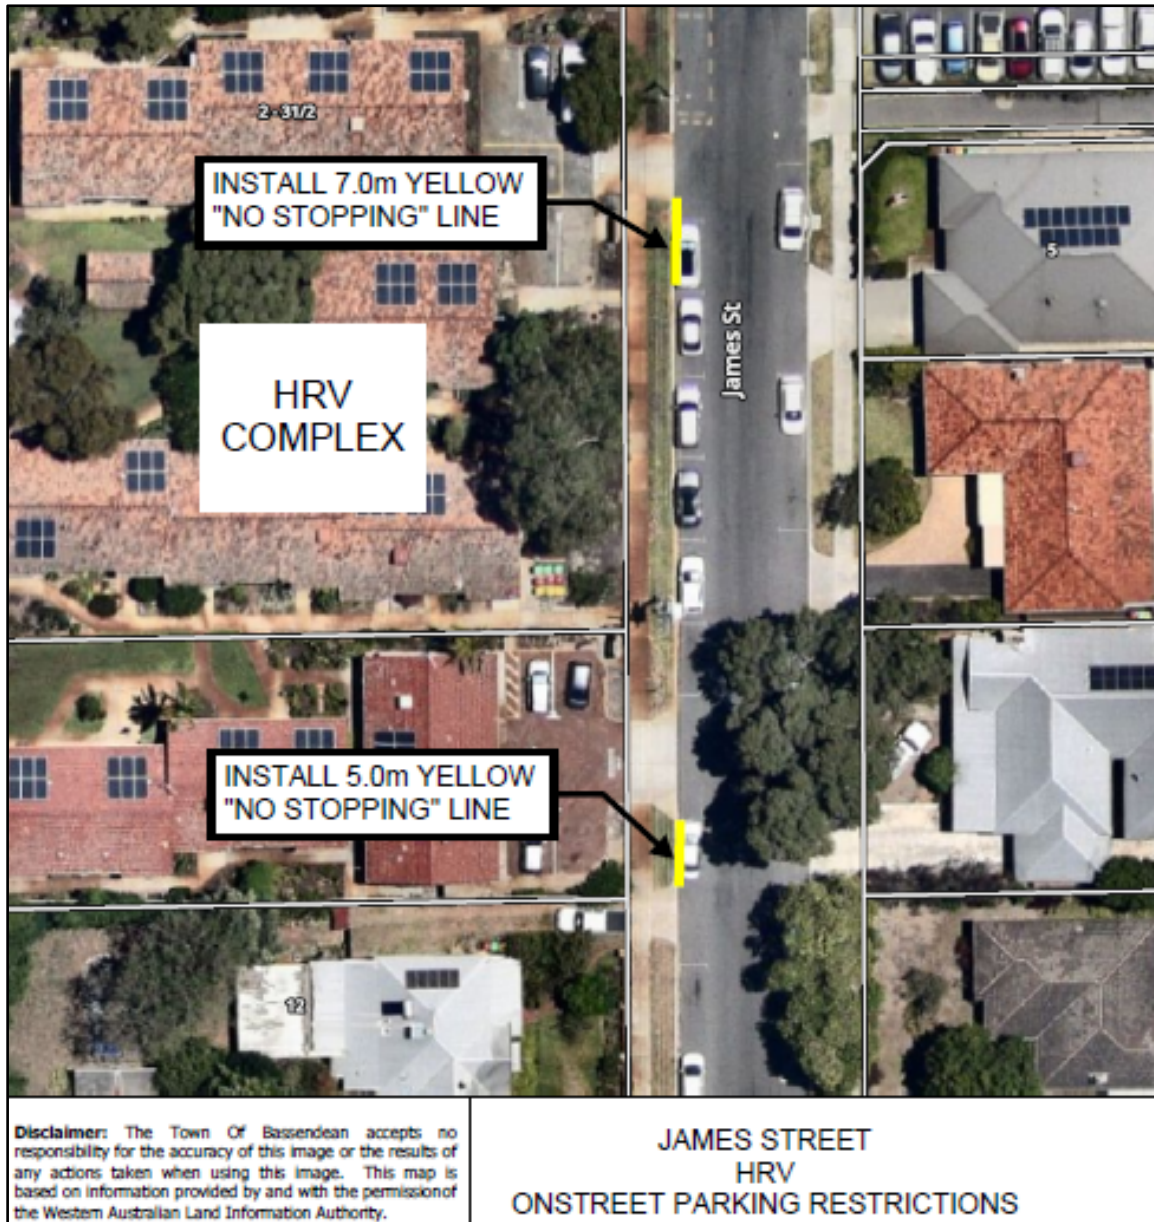 2 - 31/2
INSTALL 7.0m YELLOW
"NO STOPPING" LINE
5
James St
HRV
COMPLEX
INSTALL 5.0m YELLOW
"NO STOPPING" LINE
12
Disclaimer: The Town Of Bassendean accepts no
responsibility for the accuracy of this image or the results of
any actions taken when using this image. This map is
based on information provided by and with the permissionof
the Western Australian Land Information Authority.
JAMES STREET
HRV
ONSTREET PARKING RESTRICTIONS